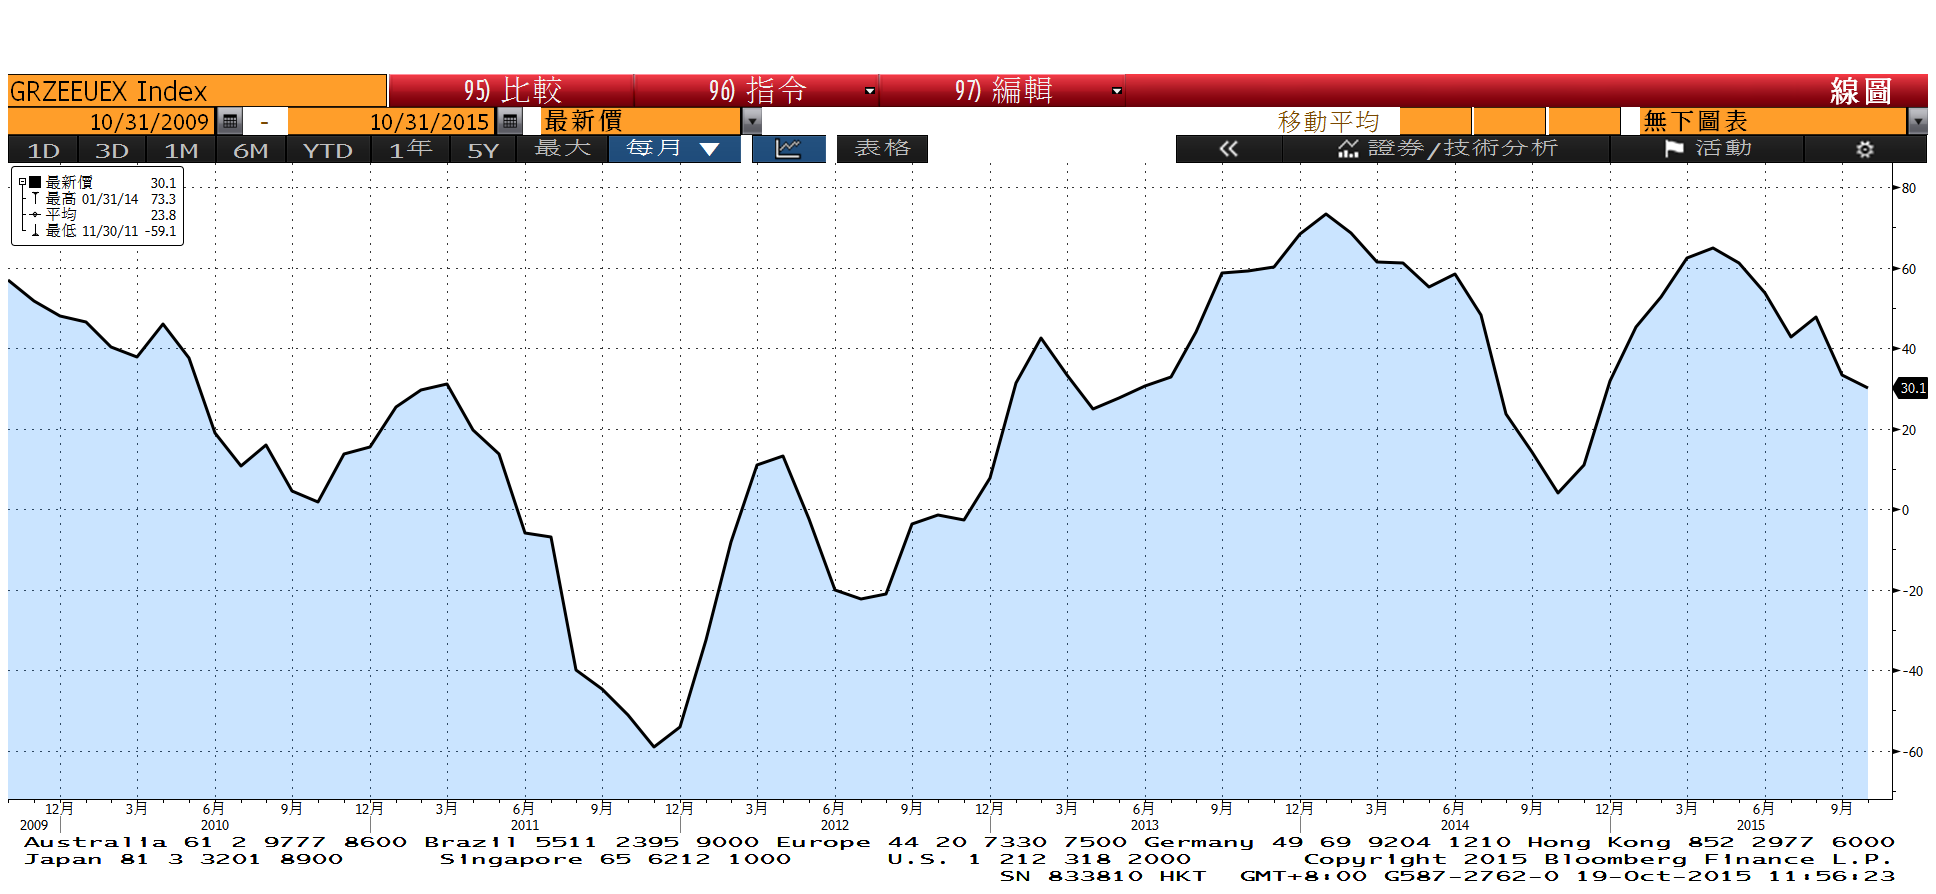 GRZEEUEX Index 95) 比較 96) 指令 97) 編輯 線圖
10/31/2009 - 10/31/2015 最新價 移動平均 無下圖表
1D 3D 1M 6M YTD 1年 5Y 最大 每月 ▼ 表格 « 證券/技術分析 活動
最新價 30.1
最高 01/31/14 73.3
平均 23.8
最低 11/30/11 -59.1
80
60
40
30.1
20
0
-20
-40
-60
12月 3月 6月 9月 12月 3月 6月 9月 12月 3月 6月 9月 12月 3月 6月 9月 12月 3月 6月 9月 12月 3月 6月 9月
2009 2010 2011 2012 2013 2014 2015
Australia 61 2 9777 8600 Brazil 5511 2395 9000 Europe 44 20 7330 7500 Germany 49 69 9204 1210 Hong Kong 852 2977 6000
Japan 81 3 3201 8900 Singapore 65 6212 1000 U.S. 1 212 318 2000 Copyright 2015 Bloomberg Finance L.P.
SN 833810 HKT GMT+8:00 G587-2762-0 19-Oct-2015 11:56:23